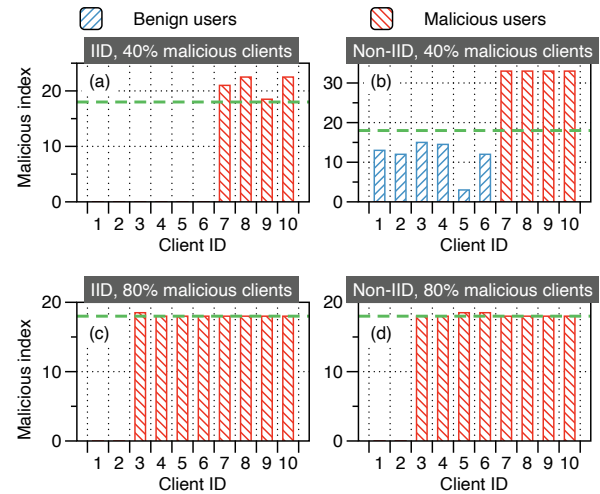 Benign users Malicious users
IID, 40% malicious clients
(a)
Malicious index
20
10
0
1 2 3 4 5 6 7 8 9 10
Client ID
Non-IID, 40% malicious clients
(b)
30
20
10
0
1 2 3 4 5 6 7 8 9 10
Client ID
IID, 80% malicious clients
(c)
Malicious index
20
10
0
1 2 3 4 5 6 7 8 9 10
Client ID
Non-IID, 80% malicious clients
(d)
20
10
0
1 2 3 4 5 6 7 8 9 10
Client ID